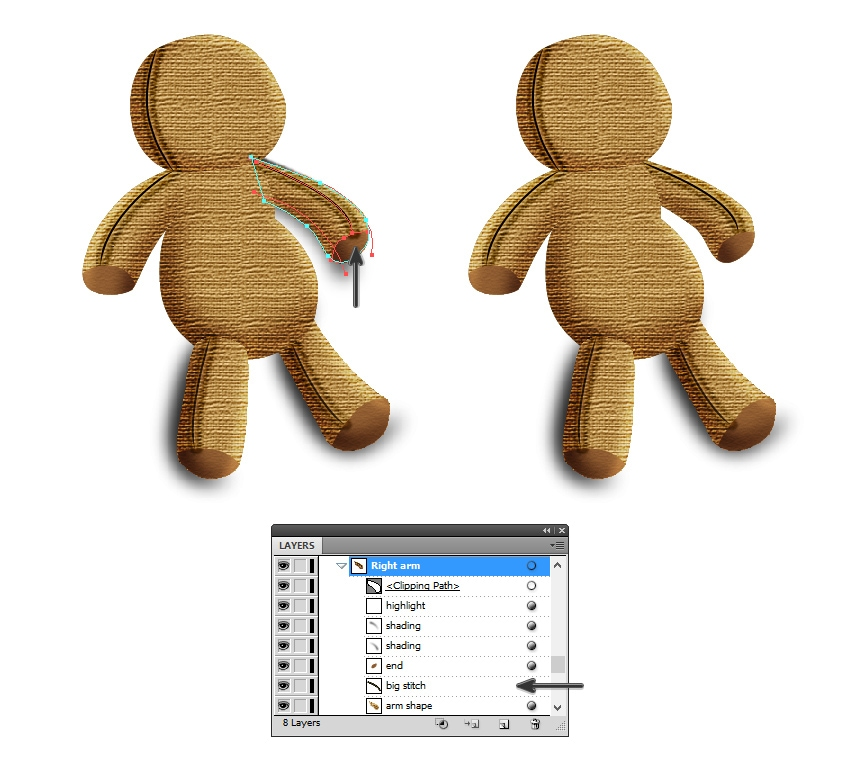 LAYERS
Right arm
<Clipping Path>
highlight
shading
shading
end
big stitch
arm shape
8 Layers